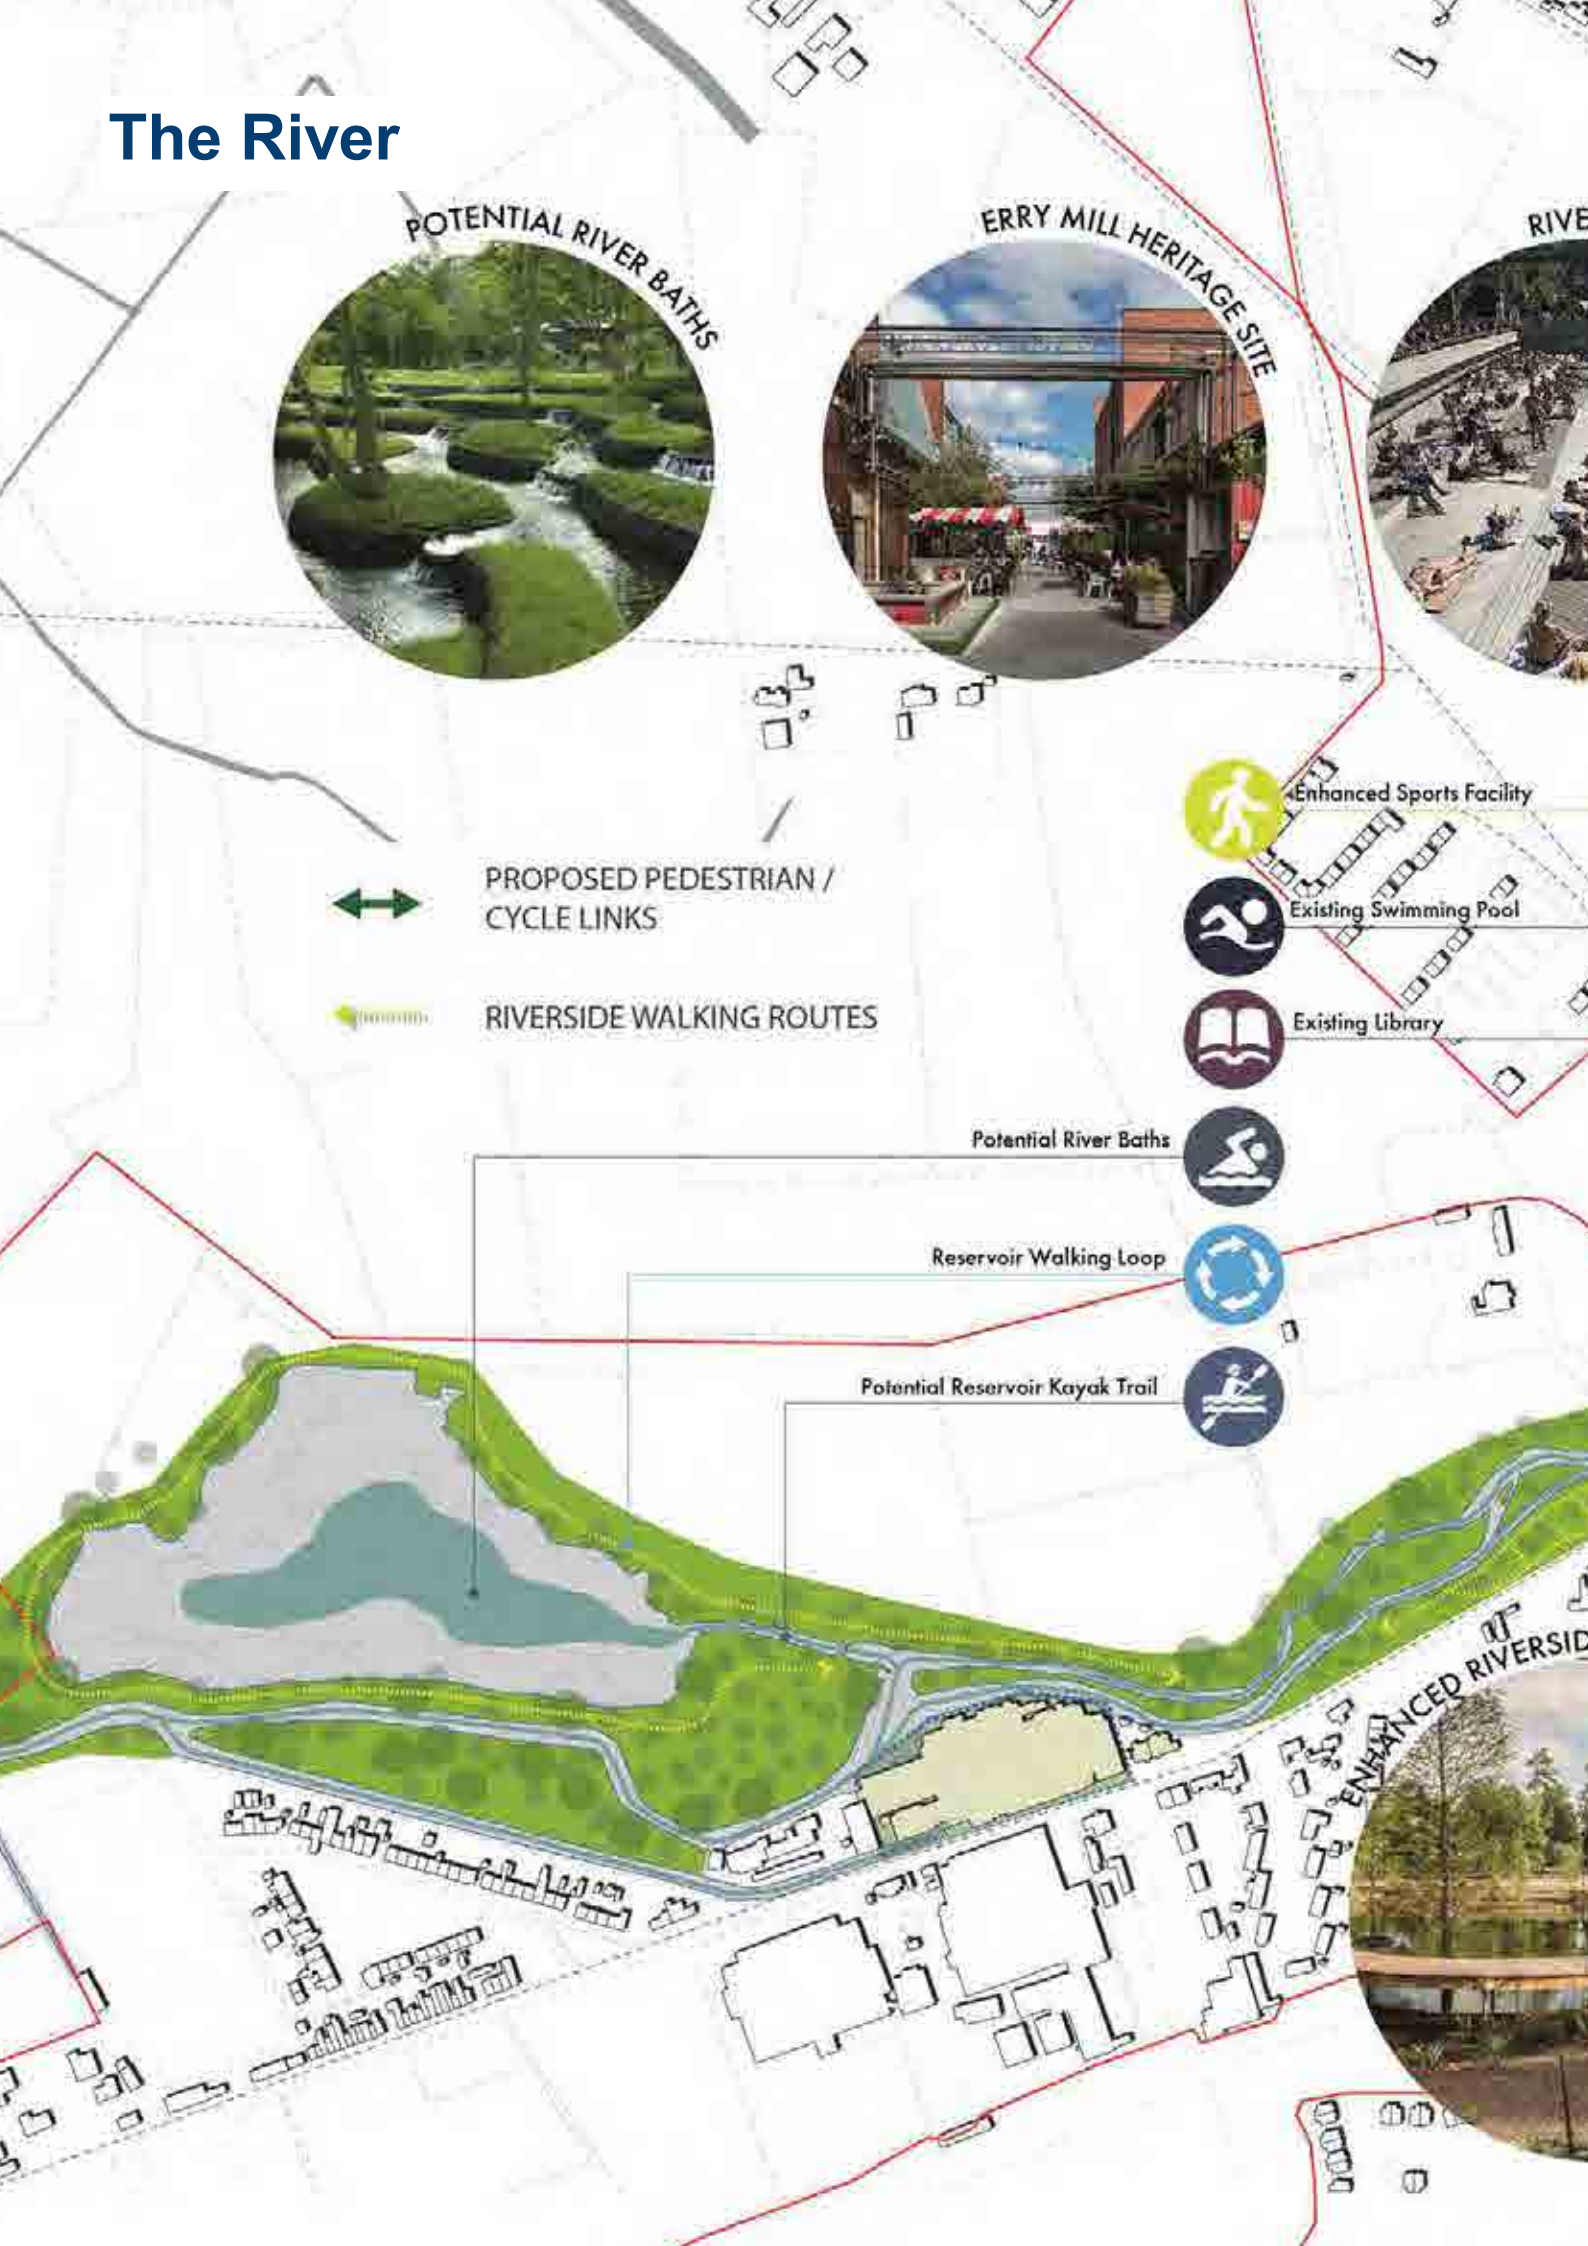 The River
POTENTIAL RIVER BATHS
ERRY MILL HERITAGE SITE
RIVE
Enhanced Sports Facility
PROPOSED PEDESTRIAN /
CYCLE LINKS
Existing Swimming Pool
RIVERSIDE WALKING ROUTES
Existing Library
Potential River Baths
Reservoir Walking Loop
Potential Reservoir Kayak Trail
ENHANCED RIVERSID